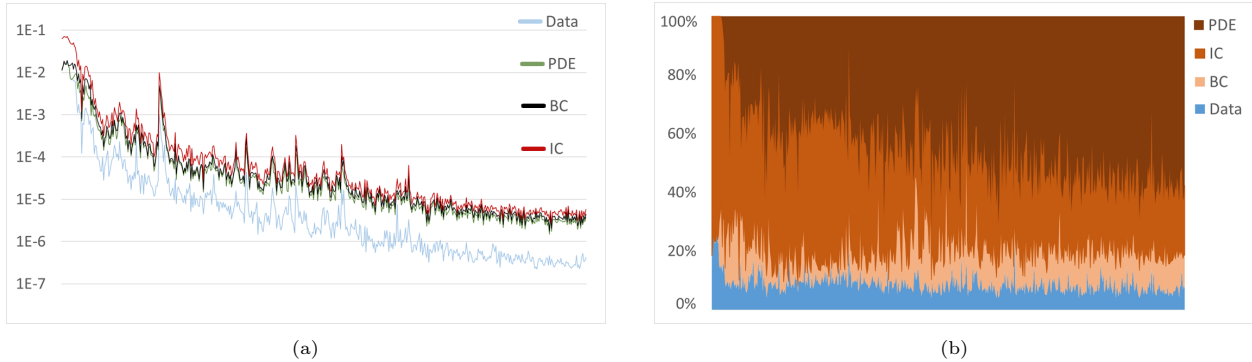 1E-1
1E-2
1E-3
1E-4
1E-5
1E-6
1E-7
Data
PDE
BC
IC
(a)
100%
80%
60%
40%
20%
0%
PDE
IC
BC
Data
(b)